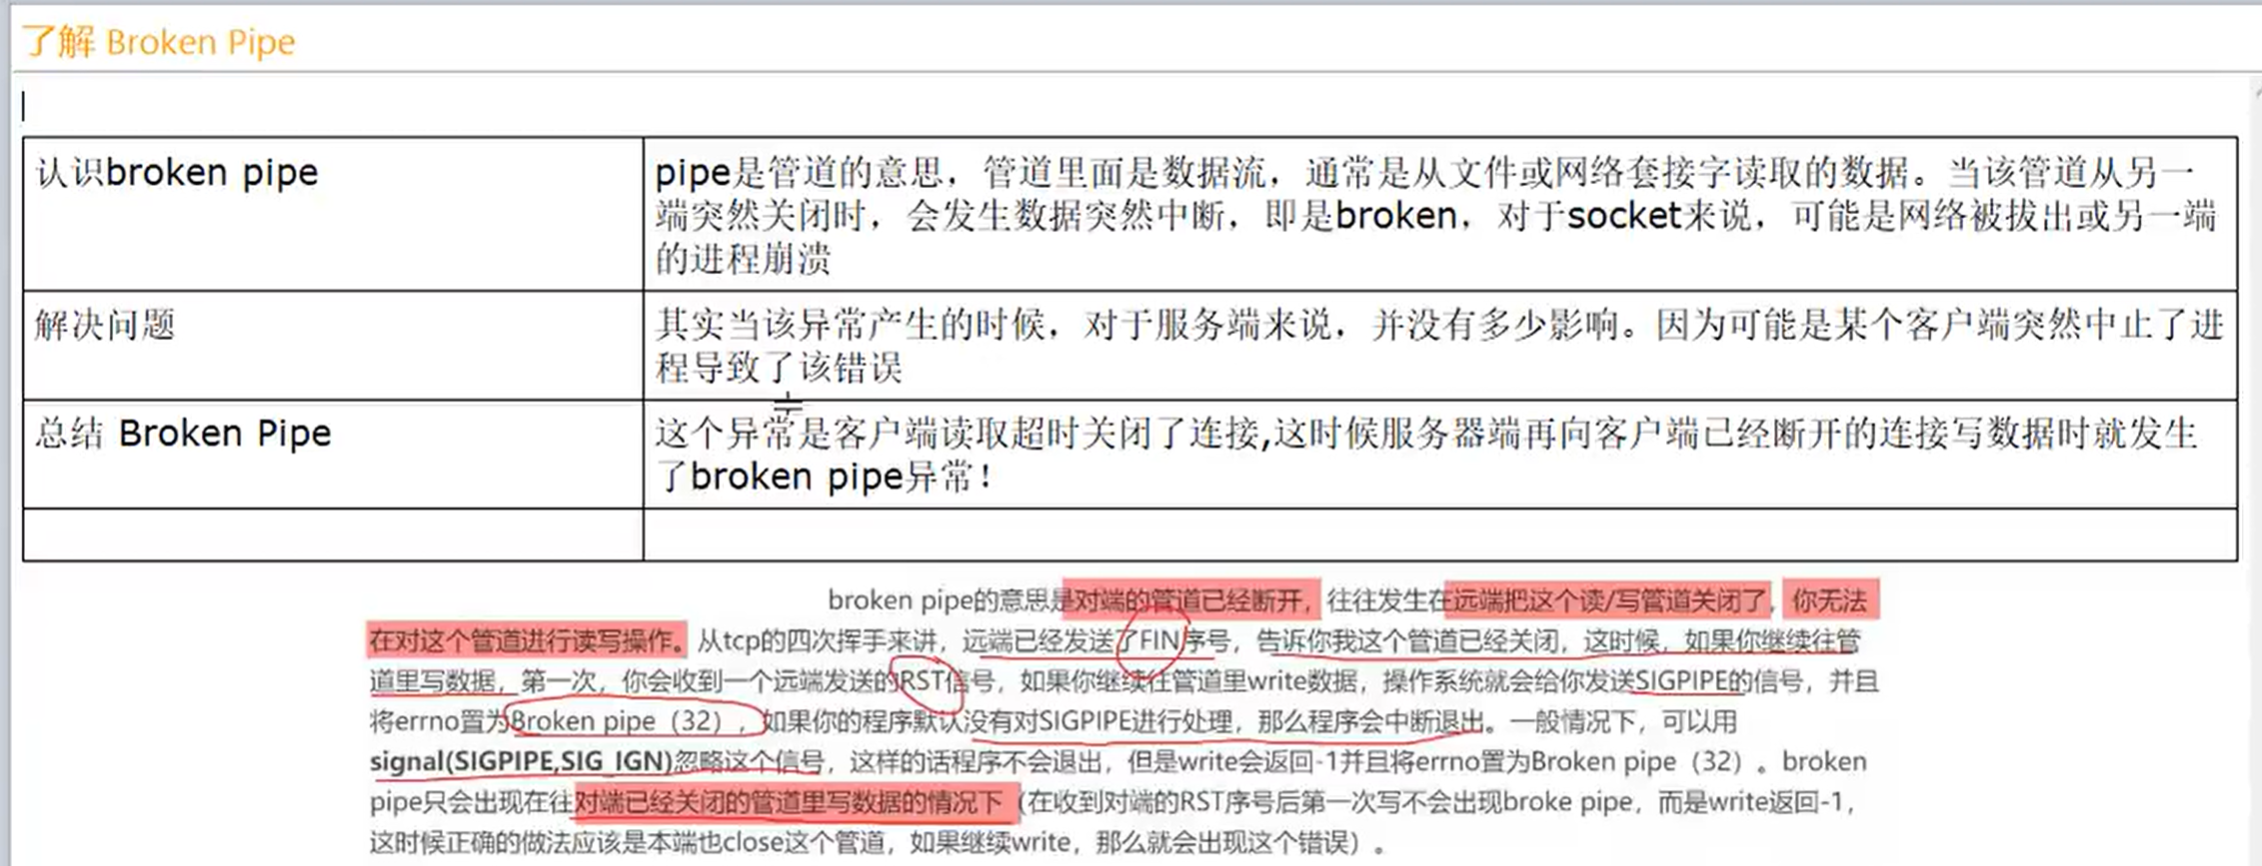 了解 Broken Pipe
认识broken pipe
pipe是管道的意思，管道里面是数据流，通常是从文件或网络套接字读取的数据。当该管道从另一
端突然关闭时，会发生数据突然中断，即是broken，对于socket来说，可能是网络被拔出或另一端
的进程崩溃
解决问题
其实当该异常产生的时候，对于服务端来说，并没有多少影响。因为可能是某个客户端突然中止了进
程导致了该错误
总结 Broken Pipe
这个异常是客户端读取超时关闭了连接,这时候服务器端再向客户端已经断开的连接写数据时就发生
了broken pipe异常！
broken pipe的意思是对端的管道已经断开，往往发生在远端把这个读/写管道关闭了，你无法
在对这个管道进行读写操作。从tcp的四次挥手来讲，远端已经发送了FIN序号，告诉你我这个管道已经关闭，这时候，如果你继续往管
道里写数据，第一次，你会收到一个远端发送的RST信号，如果你继续往管道里write数据，操作系统就会给你发送SIGPIPE的信号，并且
将errno置为Broken pipe（32），如果你的程序默认没有对SIGPIPE进行处理，那么程序会中断退出。一般情况下，可以用
signal(SIGPIPE,SIG_IGN)忽略这个信号，这样的话程序不会退出，但是write会返回-1并且将errno置为Broken pipe（32）。broken
pipe只会出现在往对端已经关闭的管道里写数据的情况下（在收到对端的RST序号后第一次写不会出现broke pipe，而是write返回-1，
这时候正确的做法应该是本端也close这个管道，如果继续write，那么就会出现这个错误）。